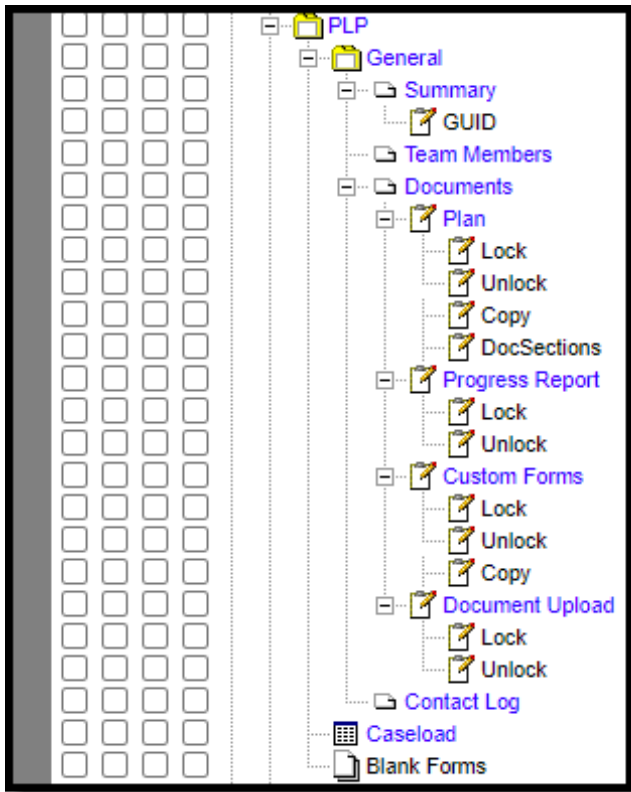 PLP
General
Summary
GUID
Team Members
Documents
Plan
Lock
Unlock
Copy
DocSections
Progress Report
Lock
Unlock
Custom Forms
Lock
Unlock
Copy
Document Upload
Lock
Unlock
Contact Log
Caseload
Blank Forms